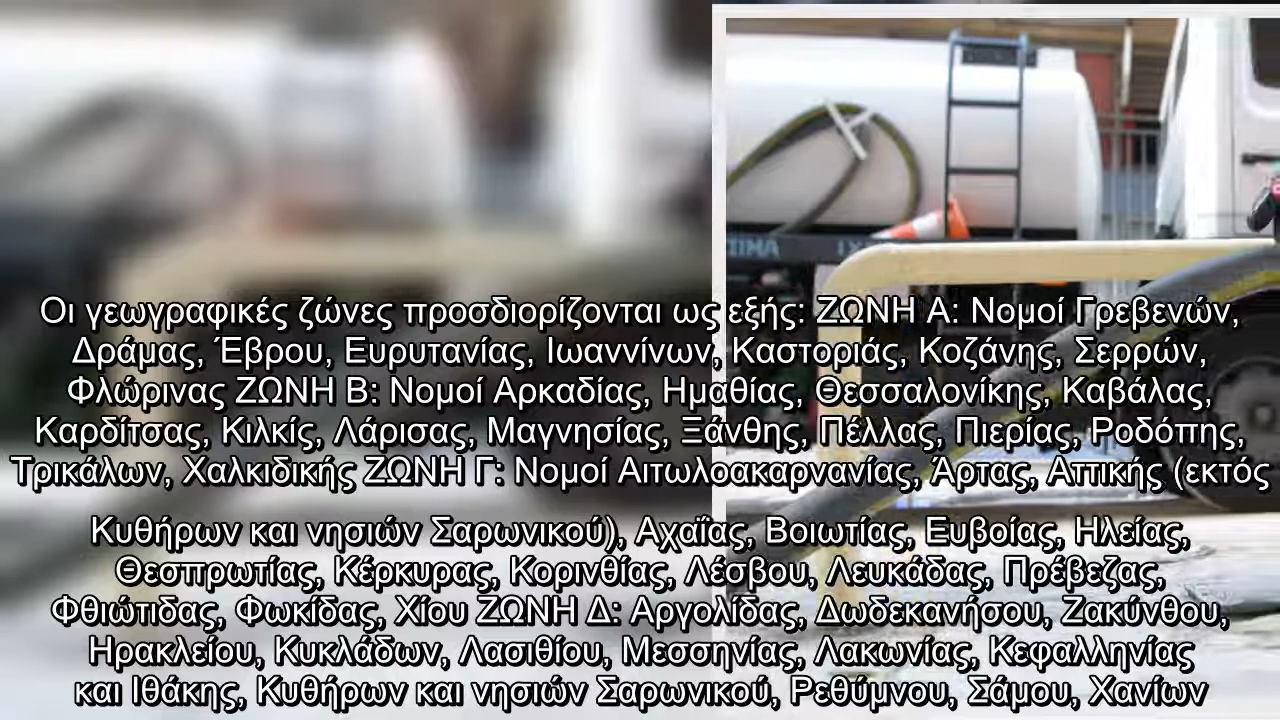 Οι γεωγραφικές ζώνες προσδιορίζονται ως εξής: ΖΩΝΗ Α: Νομοί Γρεβενών,
Δράμας, Έβρου, Ευρυτανίας, Ιωαννίνων, Καστοριάς, Κοζάνης, Σερρών,
Φλώρινας ΖΩΝΗ Β: Νομοί Αρκαδίας, Ημαθίας, Θεσσαλονίκης, Καβάλας,
Καρδίτσας, Κιλκίς, Λάρισας, Μαγνησίας, Ξάνθης, Πέλλας, Πιερίας, Ροδόπης,
Τρικάλων, Χαλκιδικής ΖΩΝΗ Γ: Νομοί Αιτωλοακαρνανίας, Άρτας, Αττικής (εκτός
Κυθήρων και νησιών Σαρωνικού), Αχαΐας, Βοιωτίας, Ευβοίας, Ηλείας,
Θεσπρωτίας, Κέρκυρας, Κορινθίας, Λέσβου, Λευκάδας, Πρέβεζας,
Φθιώτιδας, Φωκίδας, Χίου ΖΩΝΗ Δ: Αργολίδας, Δωδεκανήσου, Ζακύνθου,
Ηρακλείου, Κυκλάδων, Λασιθίου, Μεσσηνίας, Λακωνίας, Κεφαλληνίας
και Ιθάκης, Κυθήρων και νησιών Σαρωνικού, Ρεθύμνου, Σάμου, Χανίων